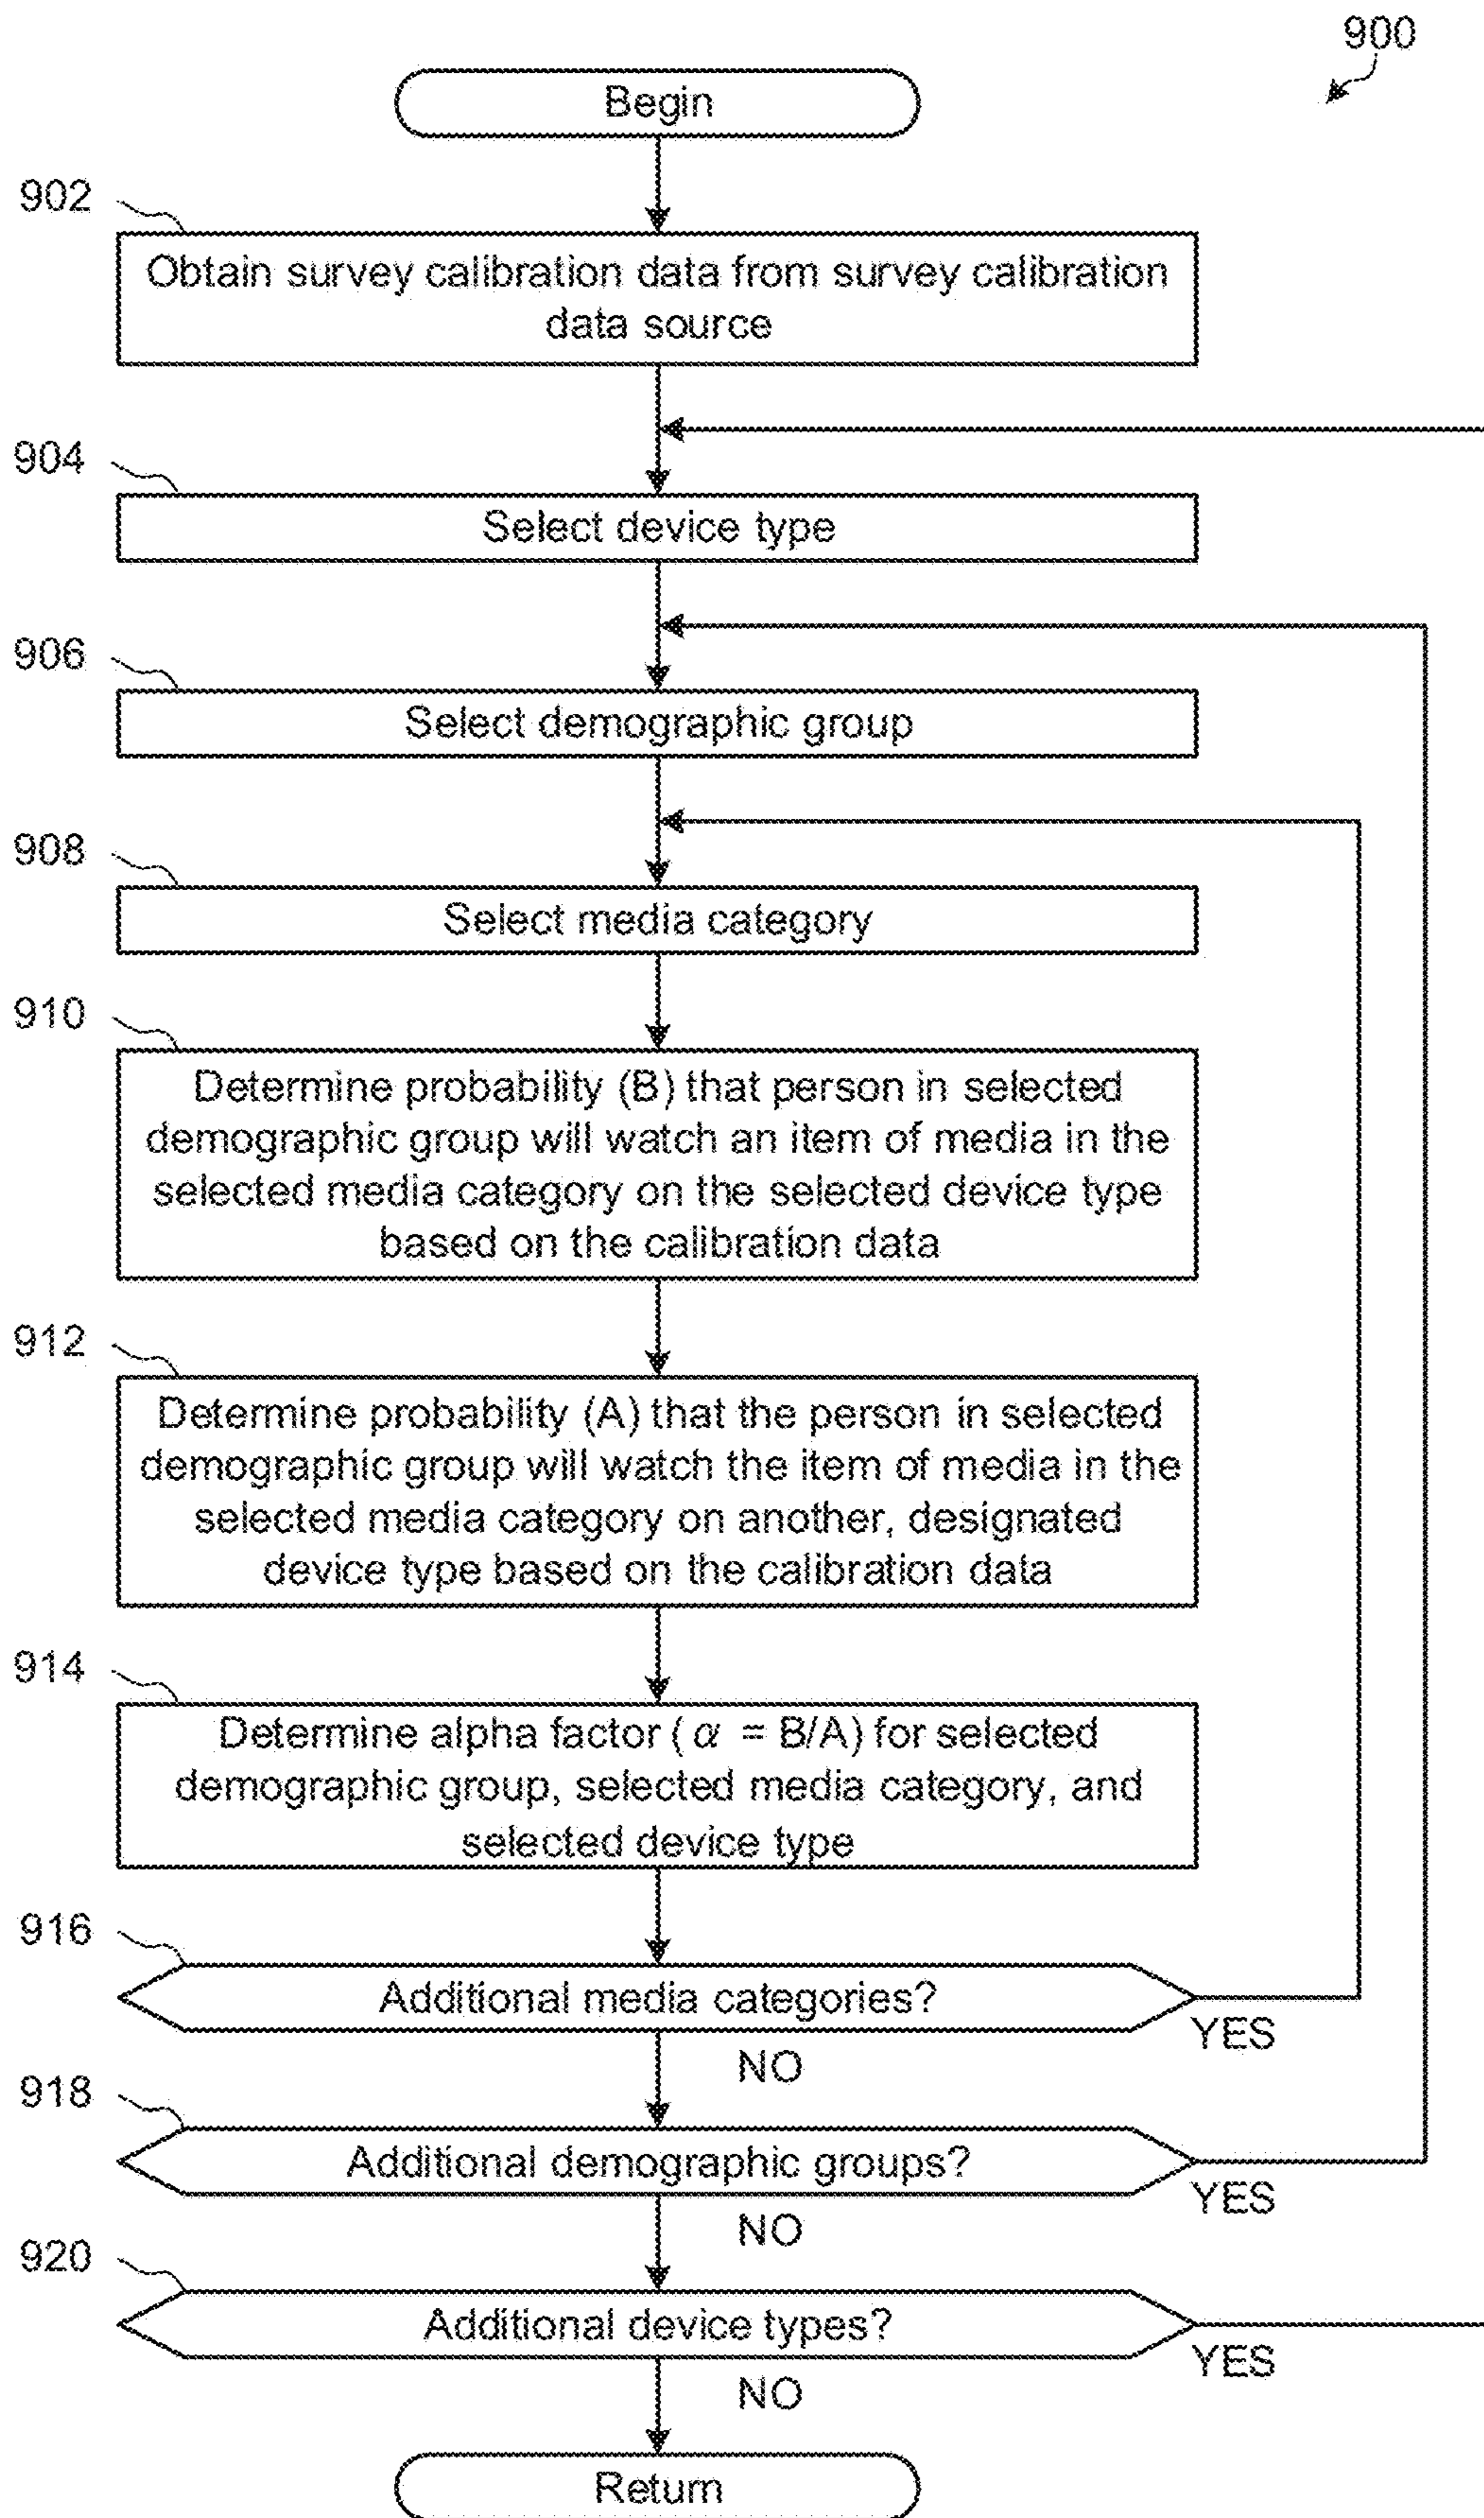 900
Begin
902
Obtain survey calibration data from survey calibration
data source
904
Select device type
906
Select demographic group
908
Select media category
910
Determine probability (B) that person in selected
demographic group will watch an item of media in the
selected media category on the selected device type
based on the calibration data
912
Determine probability (A) that the person in selected
demographic group will watch the item of media in the
selected media category on another, designated
device type based on the calibration data
914
Determine alpha factor ( α = B/A) for selected
demographic group, selected media category, and
selected device type
916
Additional media categories?
YES
NO
918
Additional demographic groups?
YES
NO
920
Additional device types?
YES
NO
Return